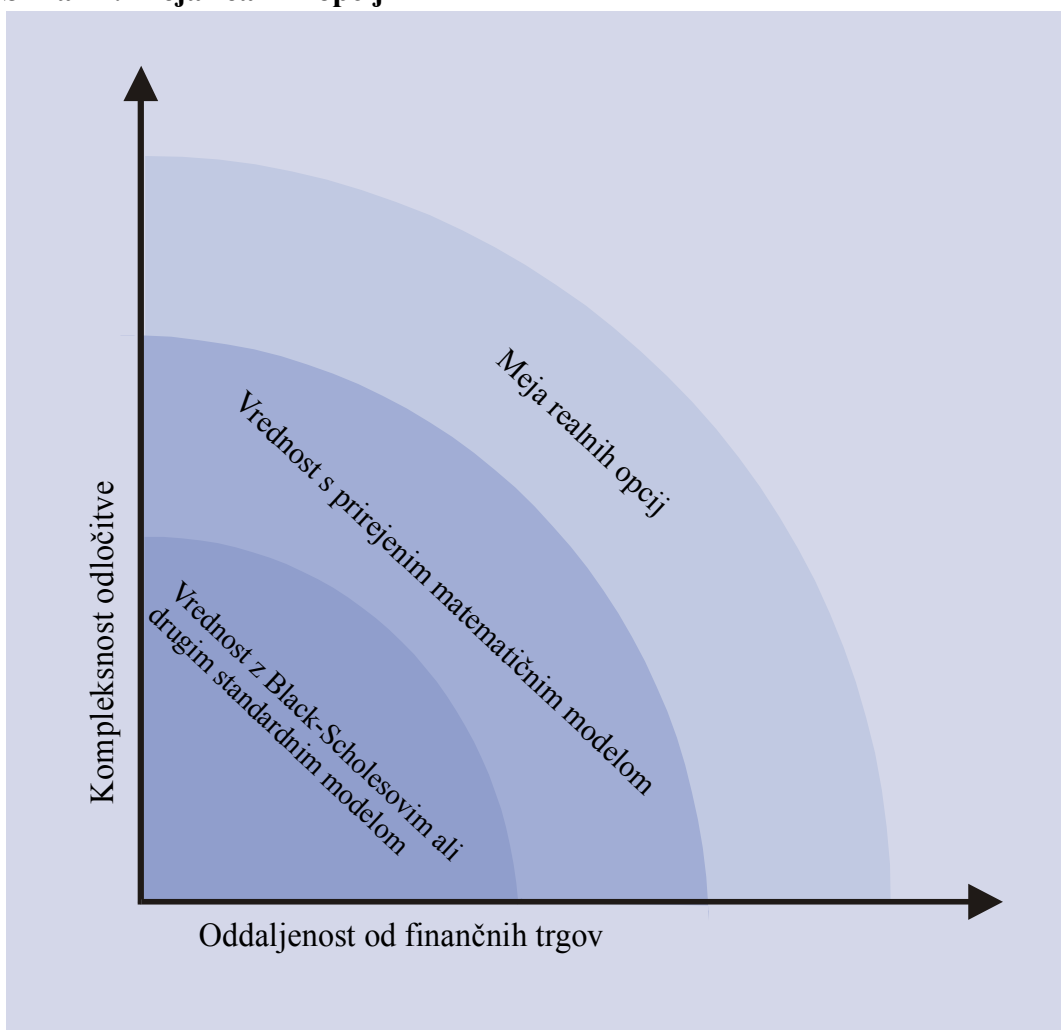 Meja realnih opcij
Vrednost s prirejenim matematičnim modelom
Vrednost z Black-Scholesovim ali
drugim standardnim modelom
Kompleksnost odločitve
Oddaljenost od finančnih trgov